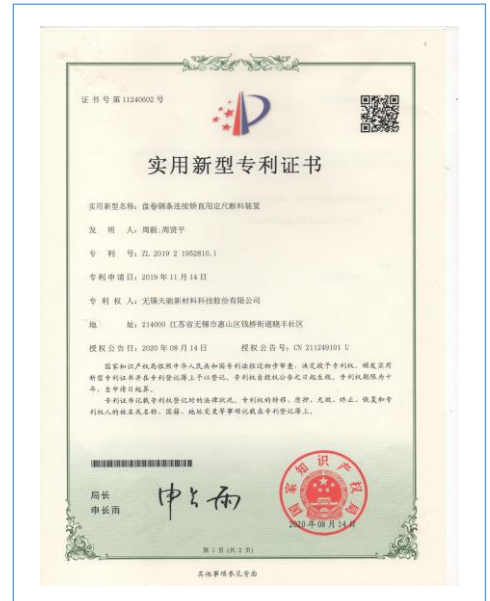 证书号第11240602号
实用新型专利证书
实用新型名称：盘卷铜条连续矫直用定尺断料装置
发 明 人：周毅;周贤平
专 利 号：ZL 2019 2 1952810.1
专利申请日：2019年11月14日
专 利 权 人：无锡天驰新材料科技股份有限公司
地 址：214000 江苏省无锡市惠山区钱桥街道晓丰社区
授权公告日：2020年08月14日 授权公告号：CN 211249101 U
国家知识产权局依照中华人民共和国专利法经过初步审查，决定授予专利权，颁发实用
新型专利证书并在专利登记簿上予以登记。专利权自授权公告之日起生效。专利权期限为十
年，自申请日起算。
专利证书记载专利权登记时的法律状况。专利权的转移、质押、无效、终止、恢复和专
利权人的姓名或名称、国籍、地址变更等事项记载在专利登记簿上。
局长
申长雨
申长雨
国家知识产权局
2020年08月14日
第 1 页 (共 2 页)
其他事项参见背面